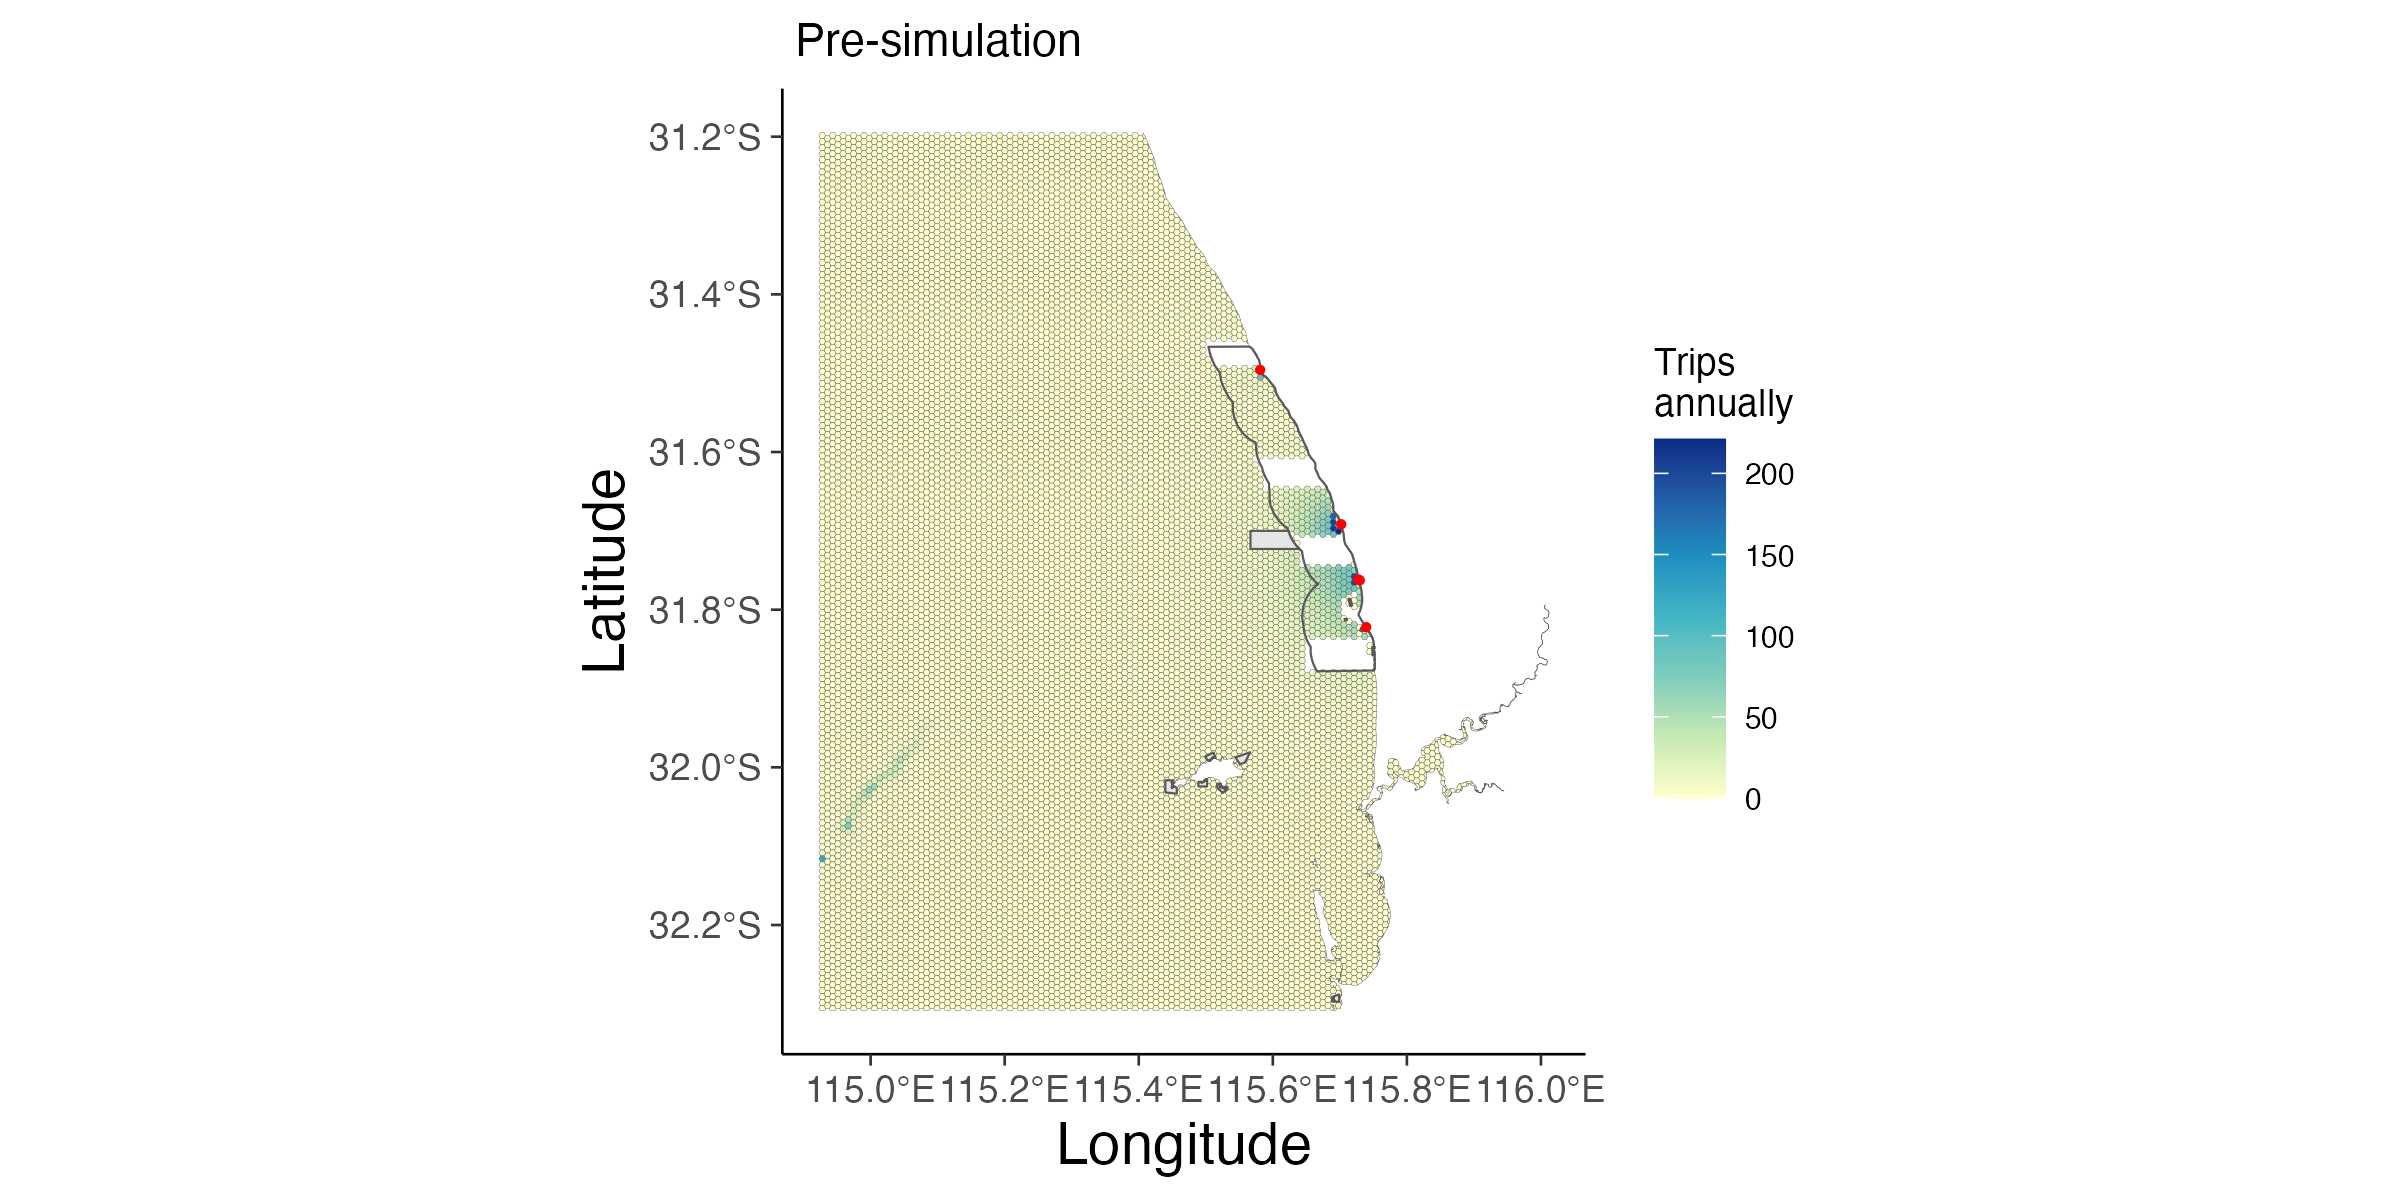 Pre-simulation
31.2°S
31.4°S
31.6°S
31.8°S
32.0°S
32.2°S
Latitude
115.0°E 115.2°E 115.4°E 115.6°E 115.8°E 116.0°E
Longitude
Trips
annually
200
150
100
50
0